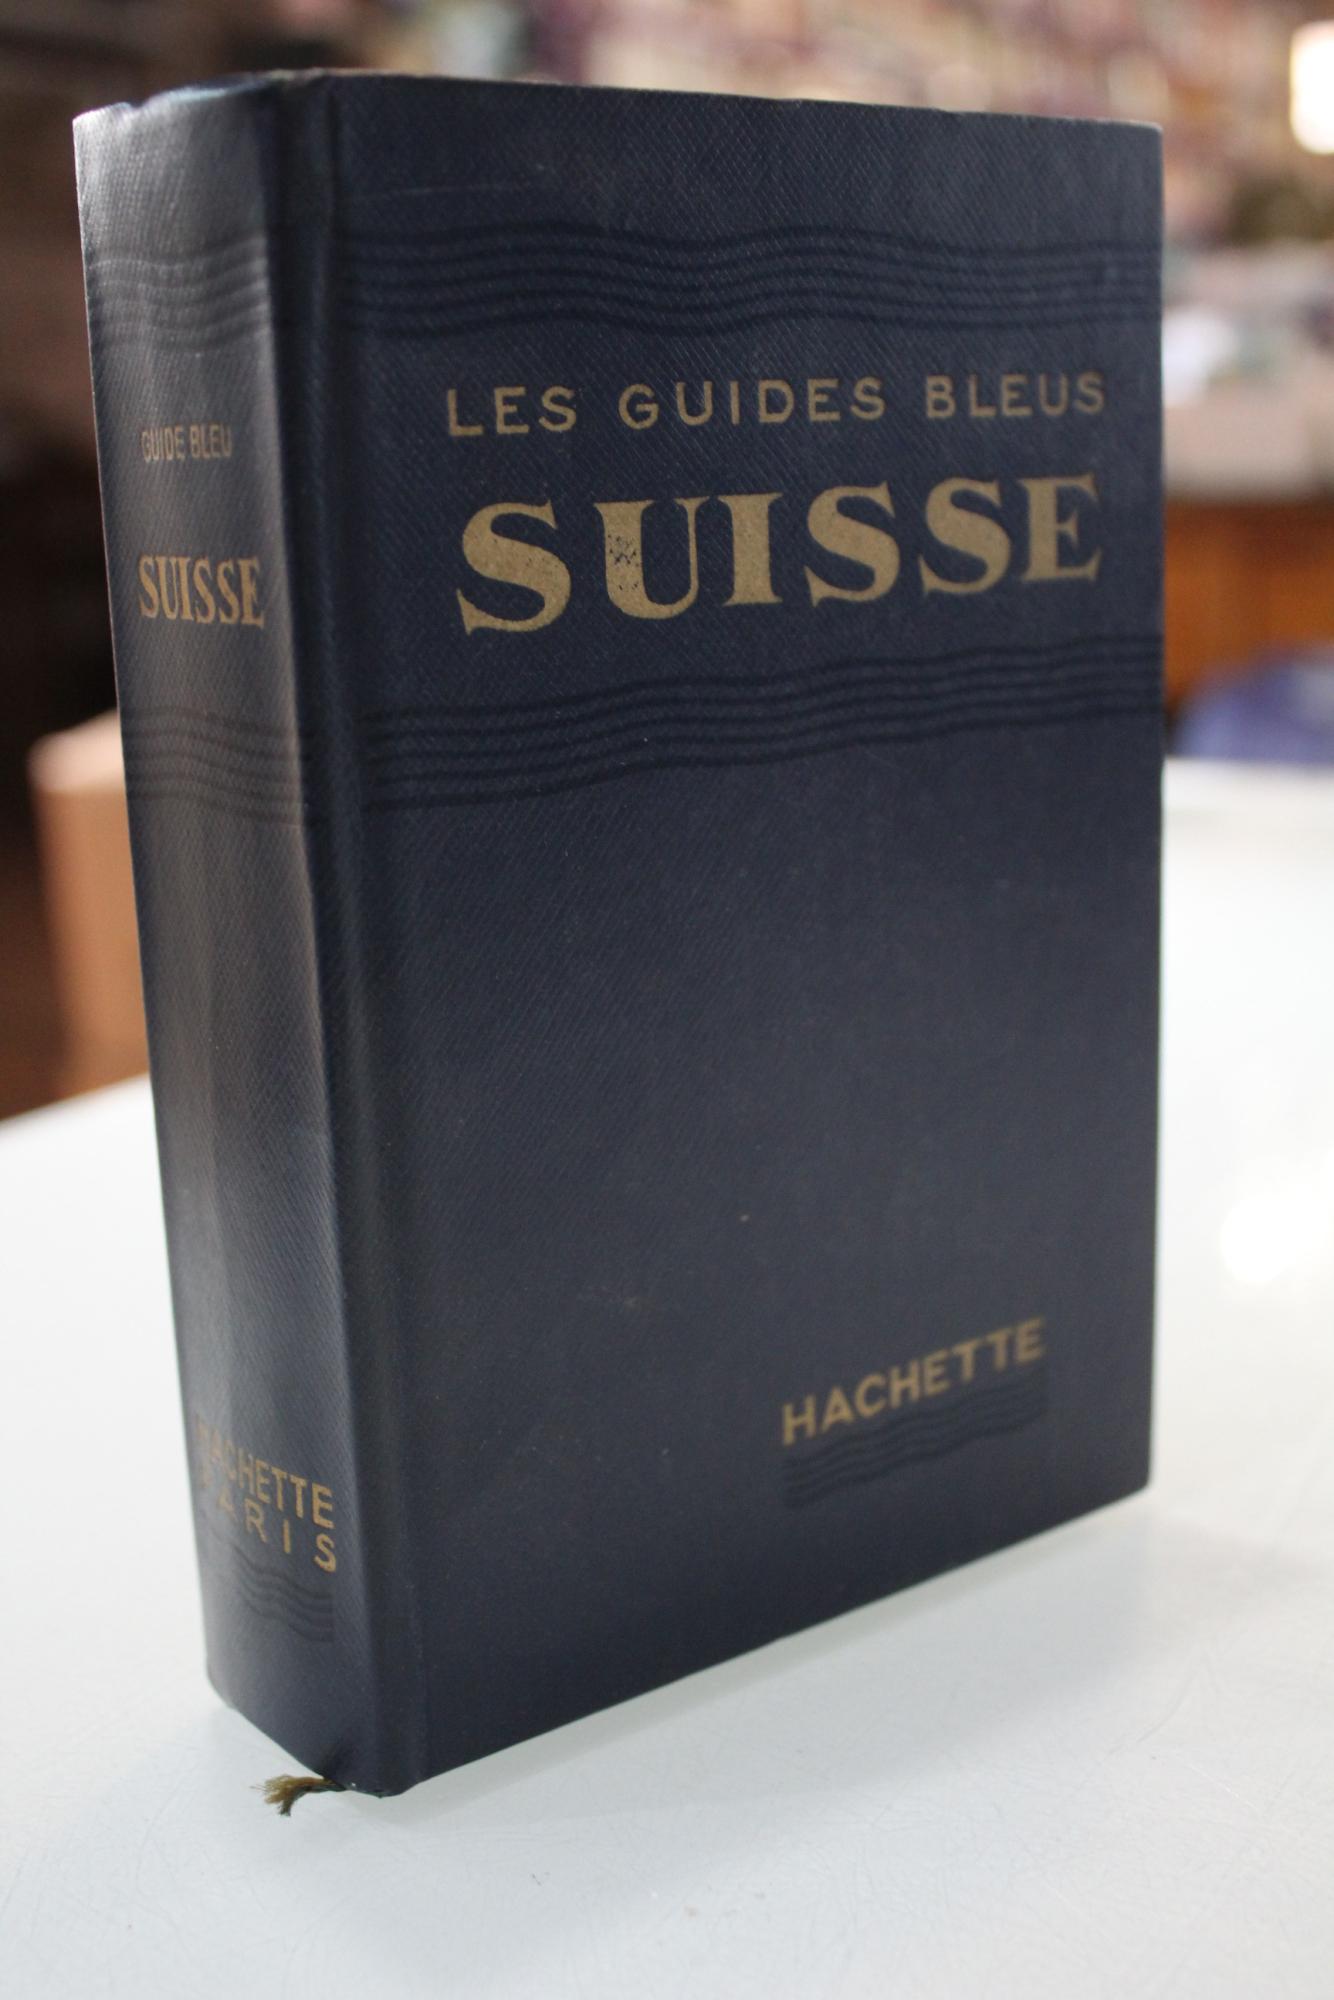 GUIDE BLEU
SUISSE
HACHETTE
PARIS
LES GUIDES BLEUS
SUISSE
HACHETTE